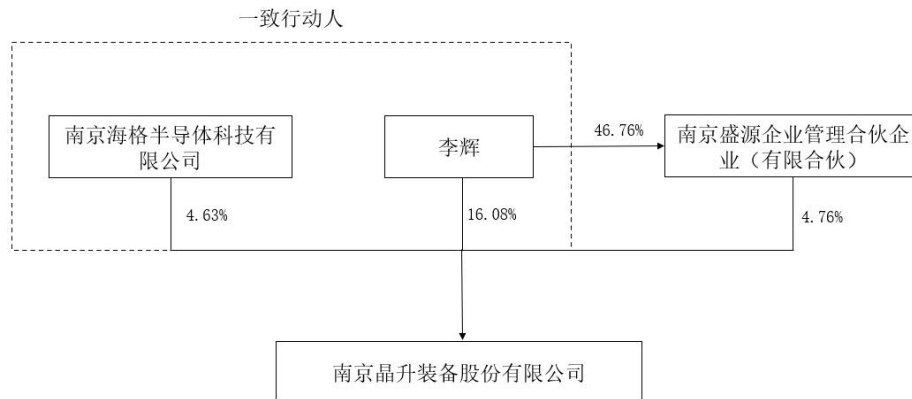 一致行动人
南京海格半导体科技有
限公司
李辉
46.76%
南京盛源企业管理合伙企
业（有限合伙）
4.63%
16.08%
4.76%
南京晶升装备股份有限公司